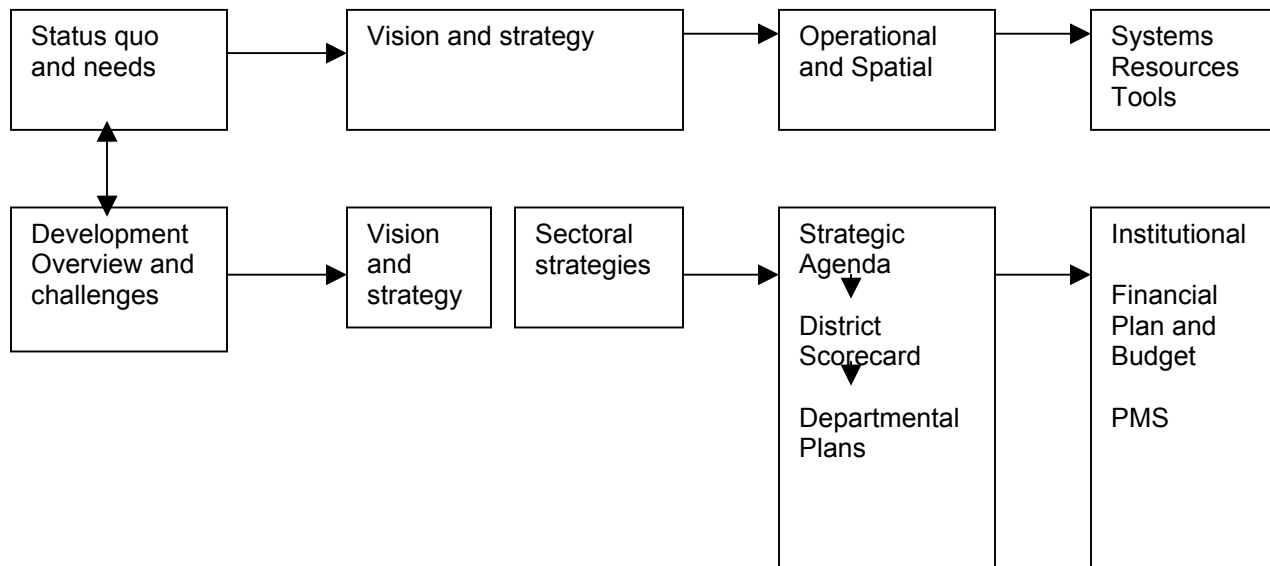 Status quo
and needs
Vision and strategy
Operational
and Spatial
Systems
Resources
Tools
Development
Overview and
challenges
Vision
and
strategy
Sectoral
strategies
Strategic
Agenda
District
Scorecard
Departmental
Plans
Institutional
Financial
Plan and
Budget
PMS